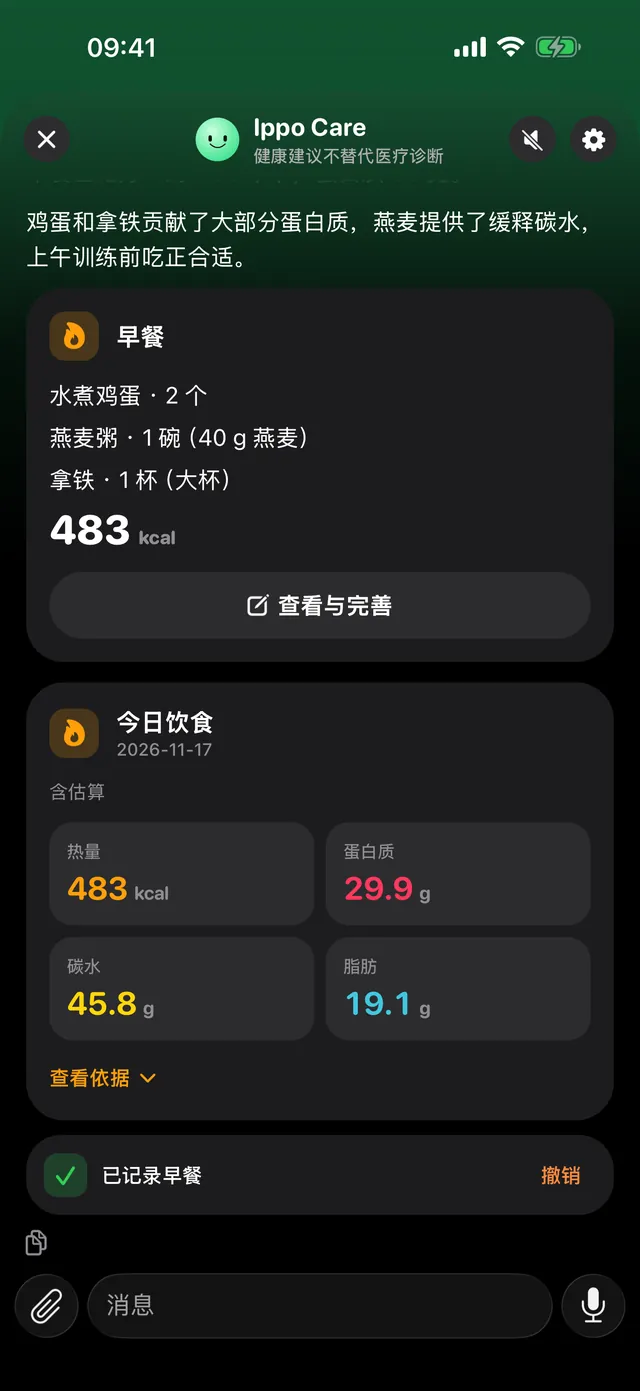 09:41
Ippo Care
健康建议不替代医疗诊断
鸡蛋和拿铁贡献了大部分蛋白质，燕麦提供了缓释碳水，
上午训练前吃正合适。
早餐
水煮鸡蛋 · 2 个
燕麦粥 · 1 碗（40 g 燕麦）
拿铁 · 1 杯（大杯）
483 kcal
查看与完善
今日饮食
2026-11-17
含估算
热量
483 kcal
蛋白质
29.9 g
碳水
45.8 g
脂肪
19.1 g
查看依据
已记录早餐
撤销
消息